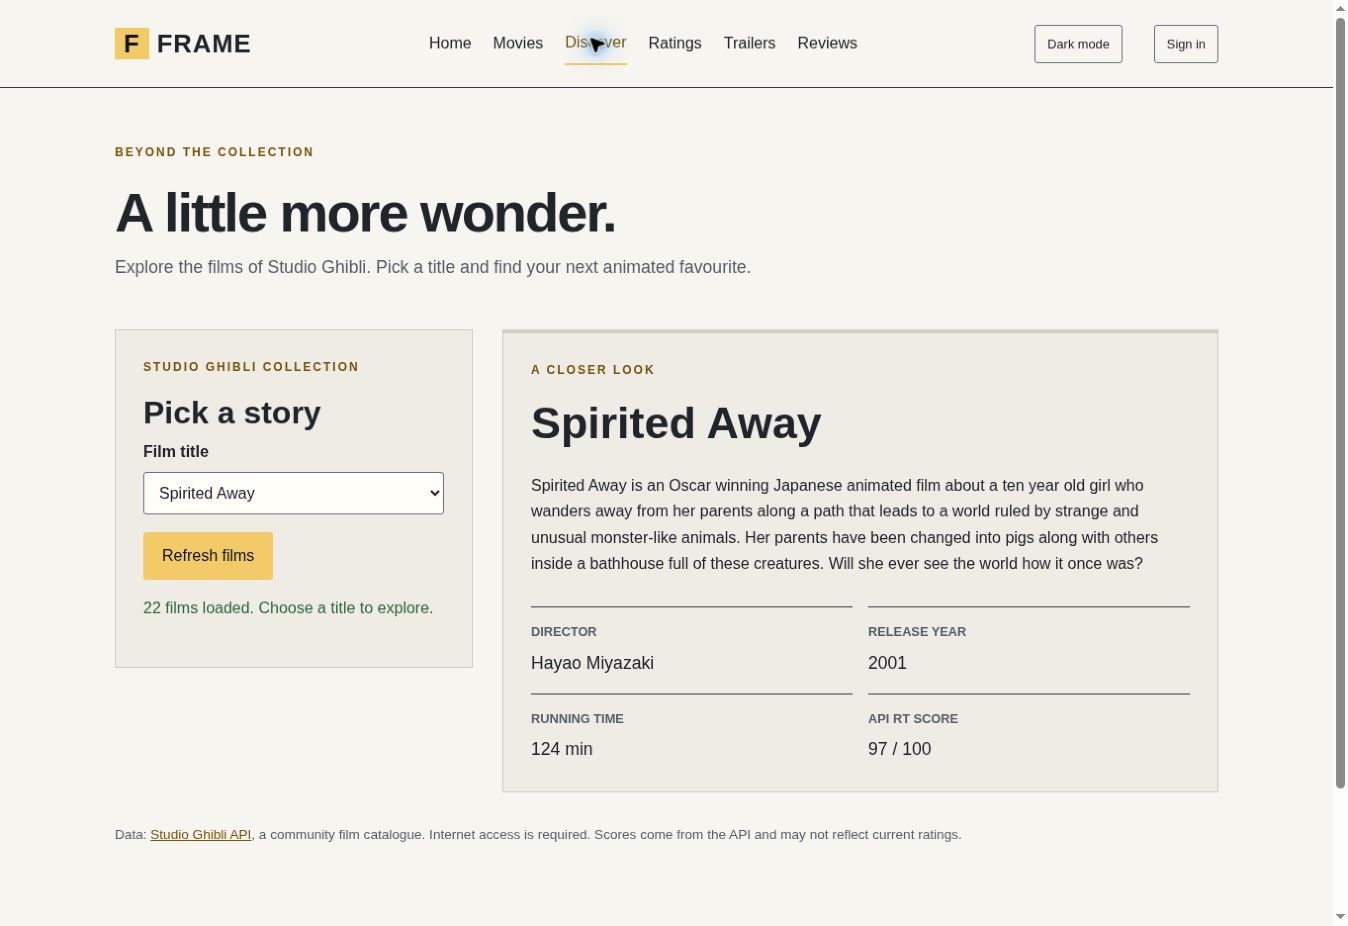 F FRAME
Home Movies Discover Ratings Trailers Reviews
Dark mode
Sign in
BEYOND THE COLLECTION
A little more wonder.
Explore the films of Studio Ghibli. Pick a title and find your next animated favourite.
STUDIO GHIBLI COLLECTION
Pick a story
Film title
Spirited Away
Refresh films
22 films loaded. Choose a title to explore.
A CLOSER LOOK
Spirited Away
Spirited Away is an Oscar winning Japanese animated film about a ten year old girl who
wanders away from her parents along a path that leads to a world ruled by strange and
unusual monster-like animals. Her parents have been changed into pigs along with others
inside a bathhouse full of these creatures. Will she ever see the world how it once was?
DIRECTOR
Hayao Miyazaki
RELEASE YEAR
2001
RUNNING TIME
124 min
API RT SCORE
97 / 100
Data: Studio Ghibli API, a community film catalogue. Internet access is required. Scores come from the API and may not reflect current ratings.